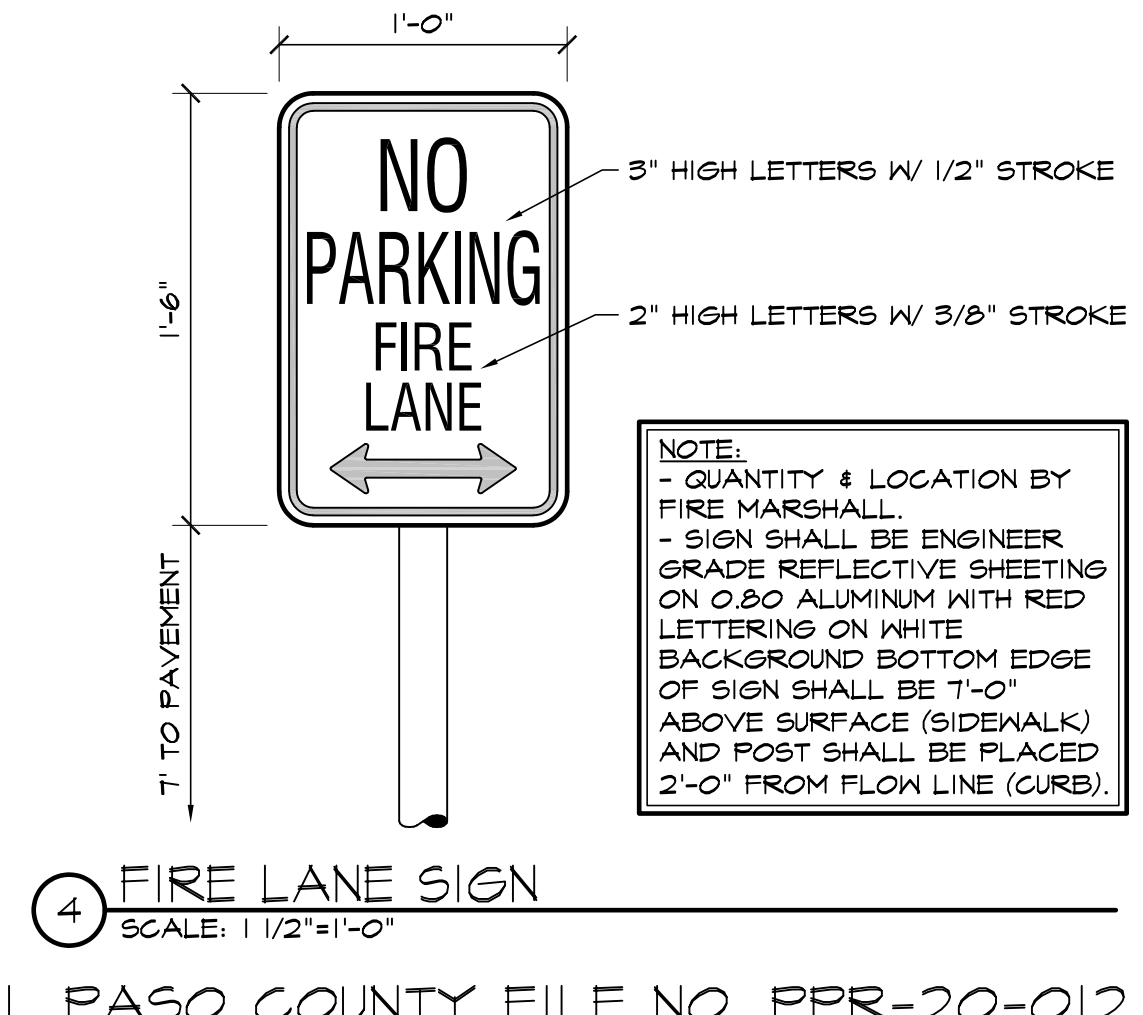 1'-0"
NO
PARKING
FIRE
LANE
3" HIGH LETTERS W/ 1/2" STROKE
2" HIGH LETTERS W/ 3/8" STROKE
1'-6"
7' TO PAVEMENT
NOTE:
- QUANTITY & LOCATION BY
FIRE MARSHALL.
- SIGN SHALL BE ENGINEER
GRADE REFLECTIVE SHEETING
ON 0.80 ALUMINUM WITH RED
LETTERING ON WHITE
BACKGROUND BOTTOM EDGE
OF SIGN SHALL BE 7'-0"
ABOVE SURFACE (SIDEWALK)
AND POST SHALL BE PLACED
2'-0" FROM FLOW LINE (CURB).
4 FIRE LANE SIGN
SCALE: 1 1/2"=1'-0"
PASO COUNTY FILE NO. PPR-20-012